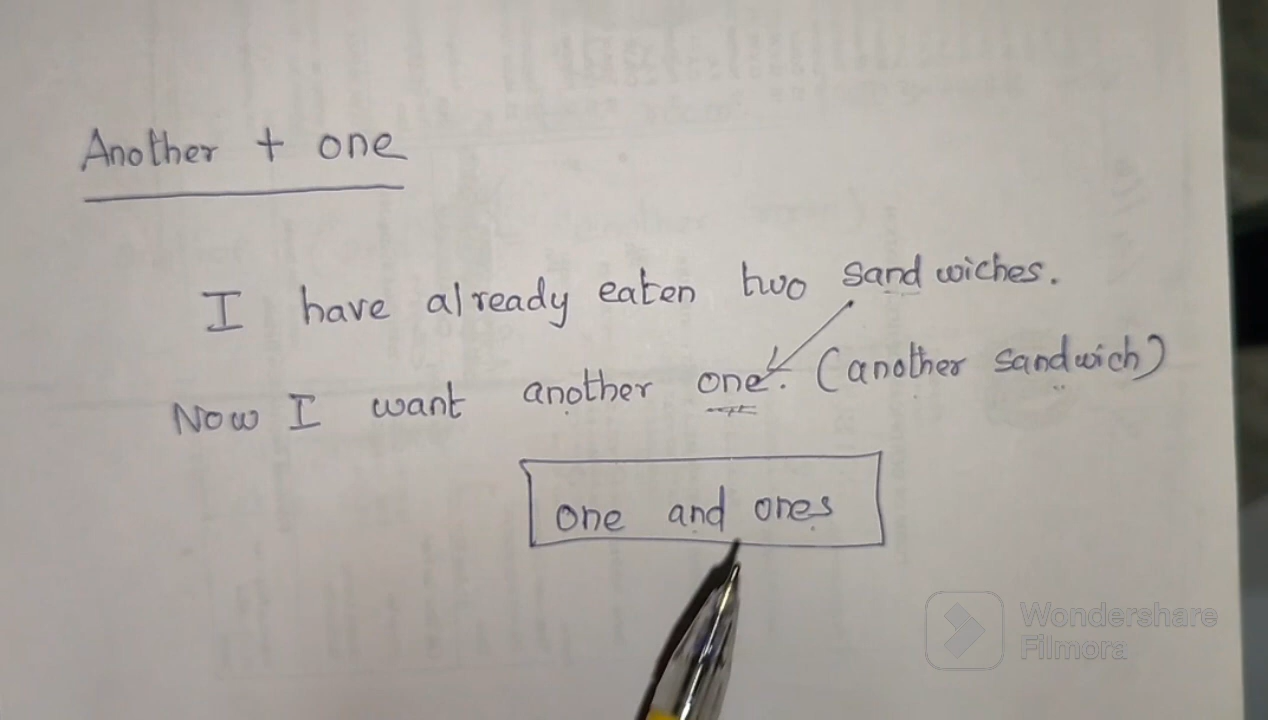 Another + one
I have already eaten two sandwiches.
Now I want another one. (another sandwich)
one and ones
Wondershare
Filmora